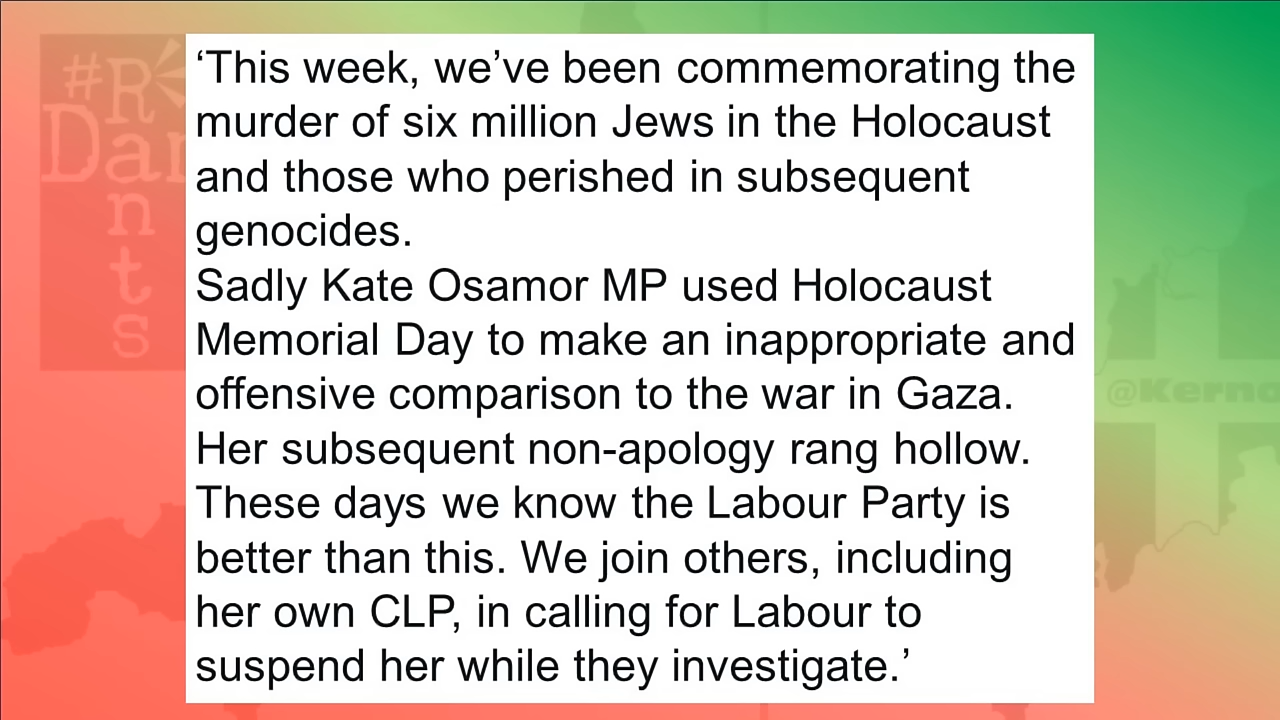 ‘This week, we’ve been commemorating the
murder of six million Jews in the Holocaust
and those who perished in subsequent
genocides.
Sadly Kate Osamor MP used Holocaust
Memorial Day to make an inappropriate and
offensive comparison to the war in Gaza.
Her subsequent non-apology rang hollow.
These days we know the Labour Party is
better than this. We join others, including
her own CLP, in calling for Labour to
suspend her while they investigate.’
#R
Dan
n
t
s
@Kerno